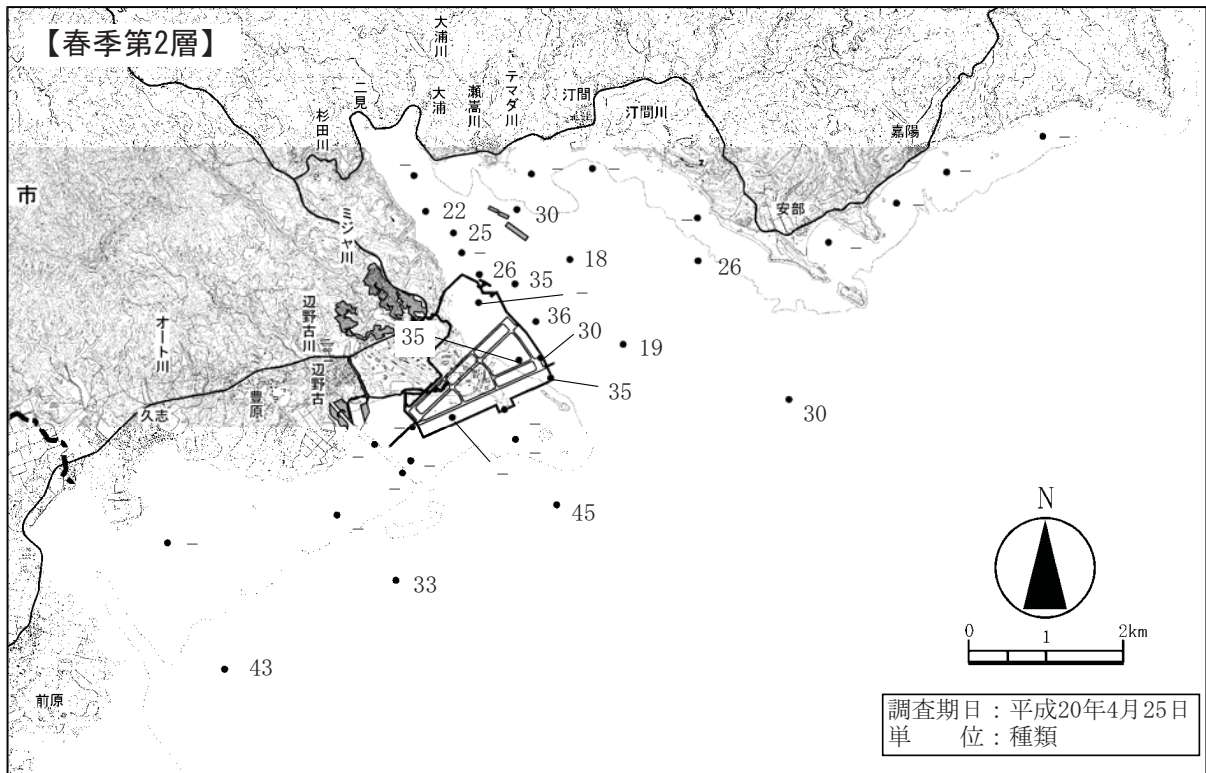 【春季第2層】
大浦川
二見
杉田川
大浦
瀬嵩川
テマダ川
汀間
汀間川
嘉陽
安部
市
ミジャ川
辺野古川
辺野古
オート川
豊原
久志
前原
–
–
–
–
–
–
–
–
22
30
25
–
18
26
26
35
–
36
35
30
19
35
30
–
–
–
–
–
–
–
–
–
45
33
43
N
0 1 2km
調査期日:平成20年4月25日
単 位:種類